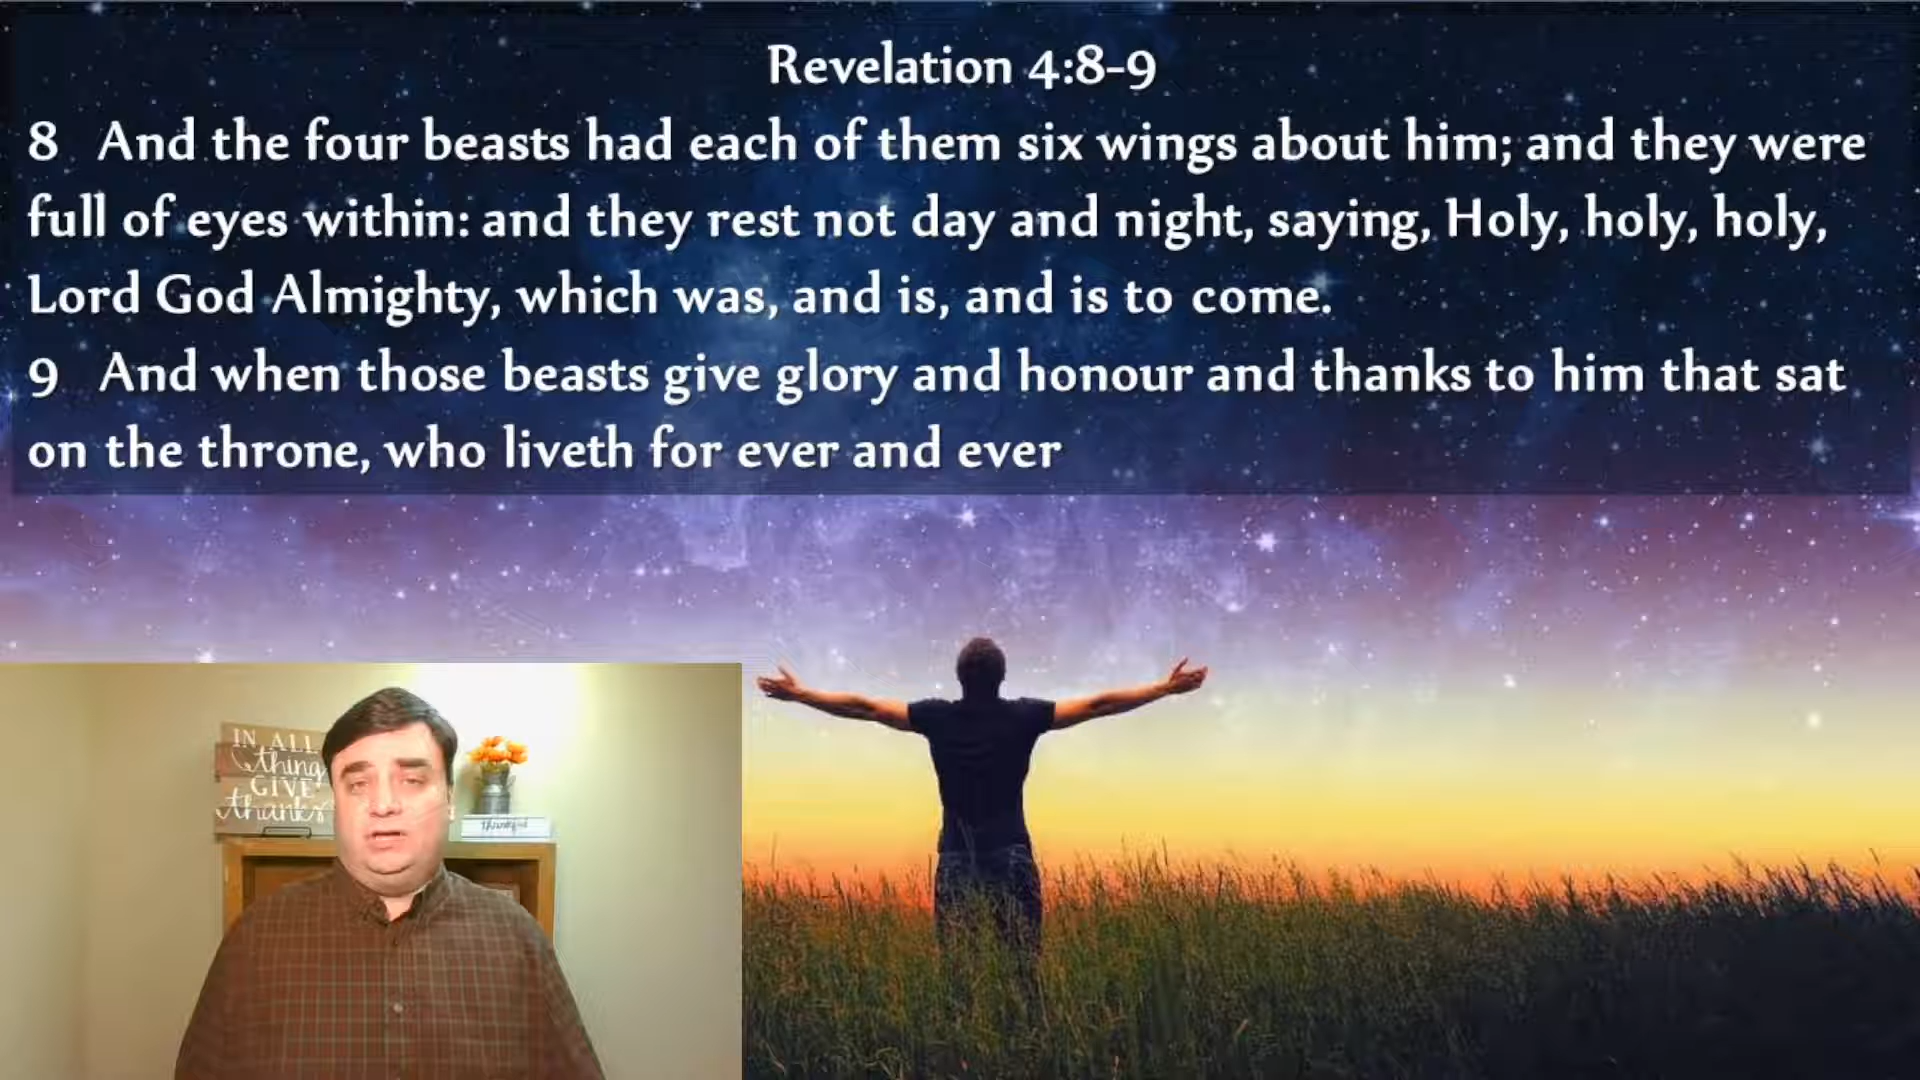 Revelation 4:8-9
8 And the four beasts had each of them six wings about him; and they were
full of eyes within: and they rest not day and night, saying, Holy, holy, holy,
Lord God Almighty, which was, and is, and is to come.
9 And when those beasts give glory and honour and thanks to him that sat
on the throne, who liveth for ever and ever
IN ALL
thing
GIVE
thanks
Thankful